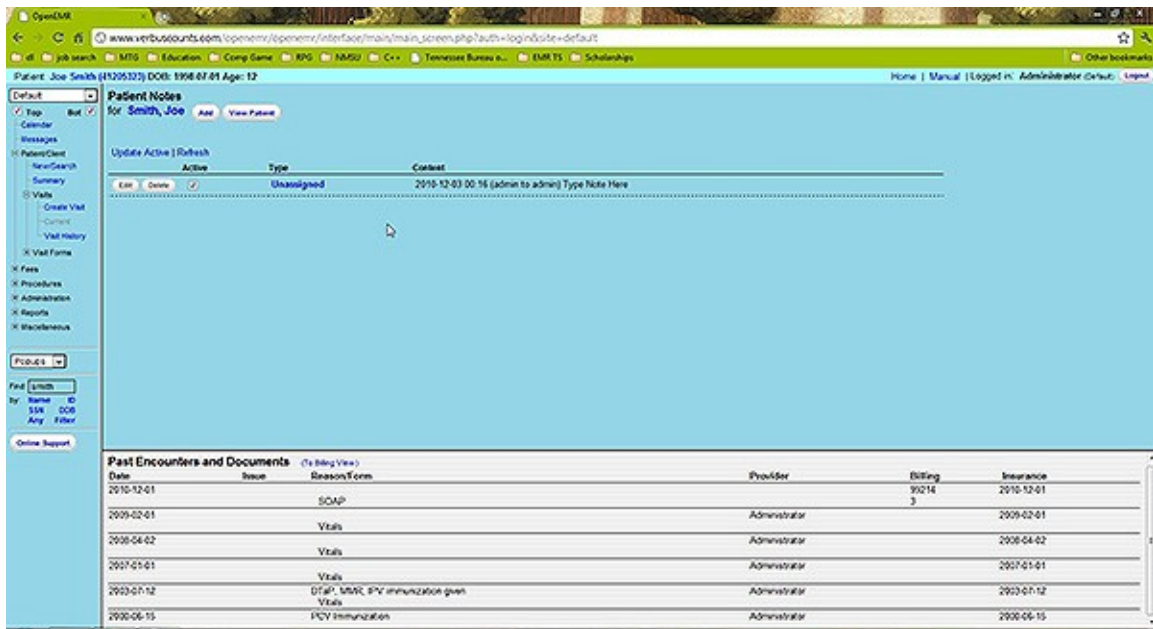 OpenEMR
www.verbuscounts.com/openemr/openemr/interface/main/main_screen.php?auth=login&site=default
dl job search MTG Education Comp Game RPG NMSU C++ Tennessee Bureau o... EMR TS Scholarships Other bookmarks
Patient: Joe Smith (41205323) DOB: 1998-07-01 Age: 12 Home | Manual | Logged in: Administrator (Default) Logout
Default
Top Bot
Calendar
Messages
Patient/Client
New/Search
Summary
Visits
Create Visit
Current
Visit History
Visit Forms
Fees
Procedures
Administration
Reports
Miscellaneous
Popups
Find smith
by: Name ID
SSN DOB
Any Filter
Online Support
Patient Notes
for Smith, Joe Add View Patient
Update Active | Refresh
Active Type Content
Edit Delete Unassigned 2010-12-03 00:16 (admin to admin) Type Note Here
Past Encounters and Documents (To Billing View)
Date Issue Reason/Form Provider Billing Insurance
2010-12-01 99214 2010-12-01
SOAP 3
2009-02-01 Administrator 2009-02-01
Vitals
2008-04-02 Administrator 2008-04-02
Vitals
2007-01-01 Administrator 2007-01-01
Vitals
2003-07-12 DTaP, MMR, IPV immunization given Administrator 2003-07-12
Vitals
2000-06-15 PCV Immunization Administrator 2000-06-15